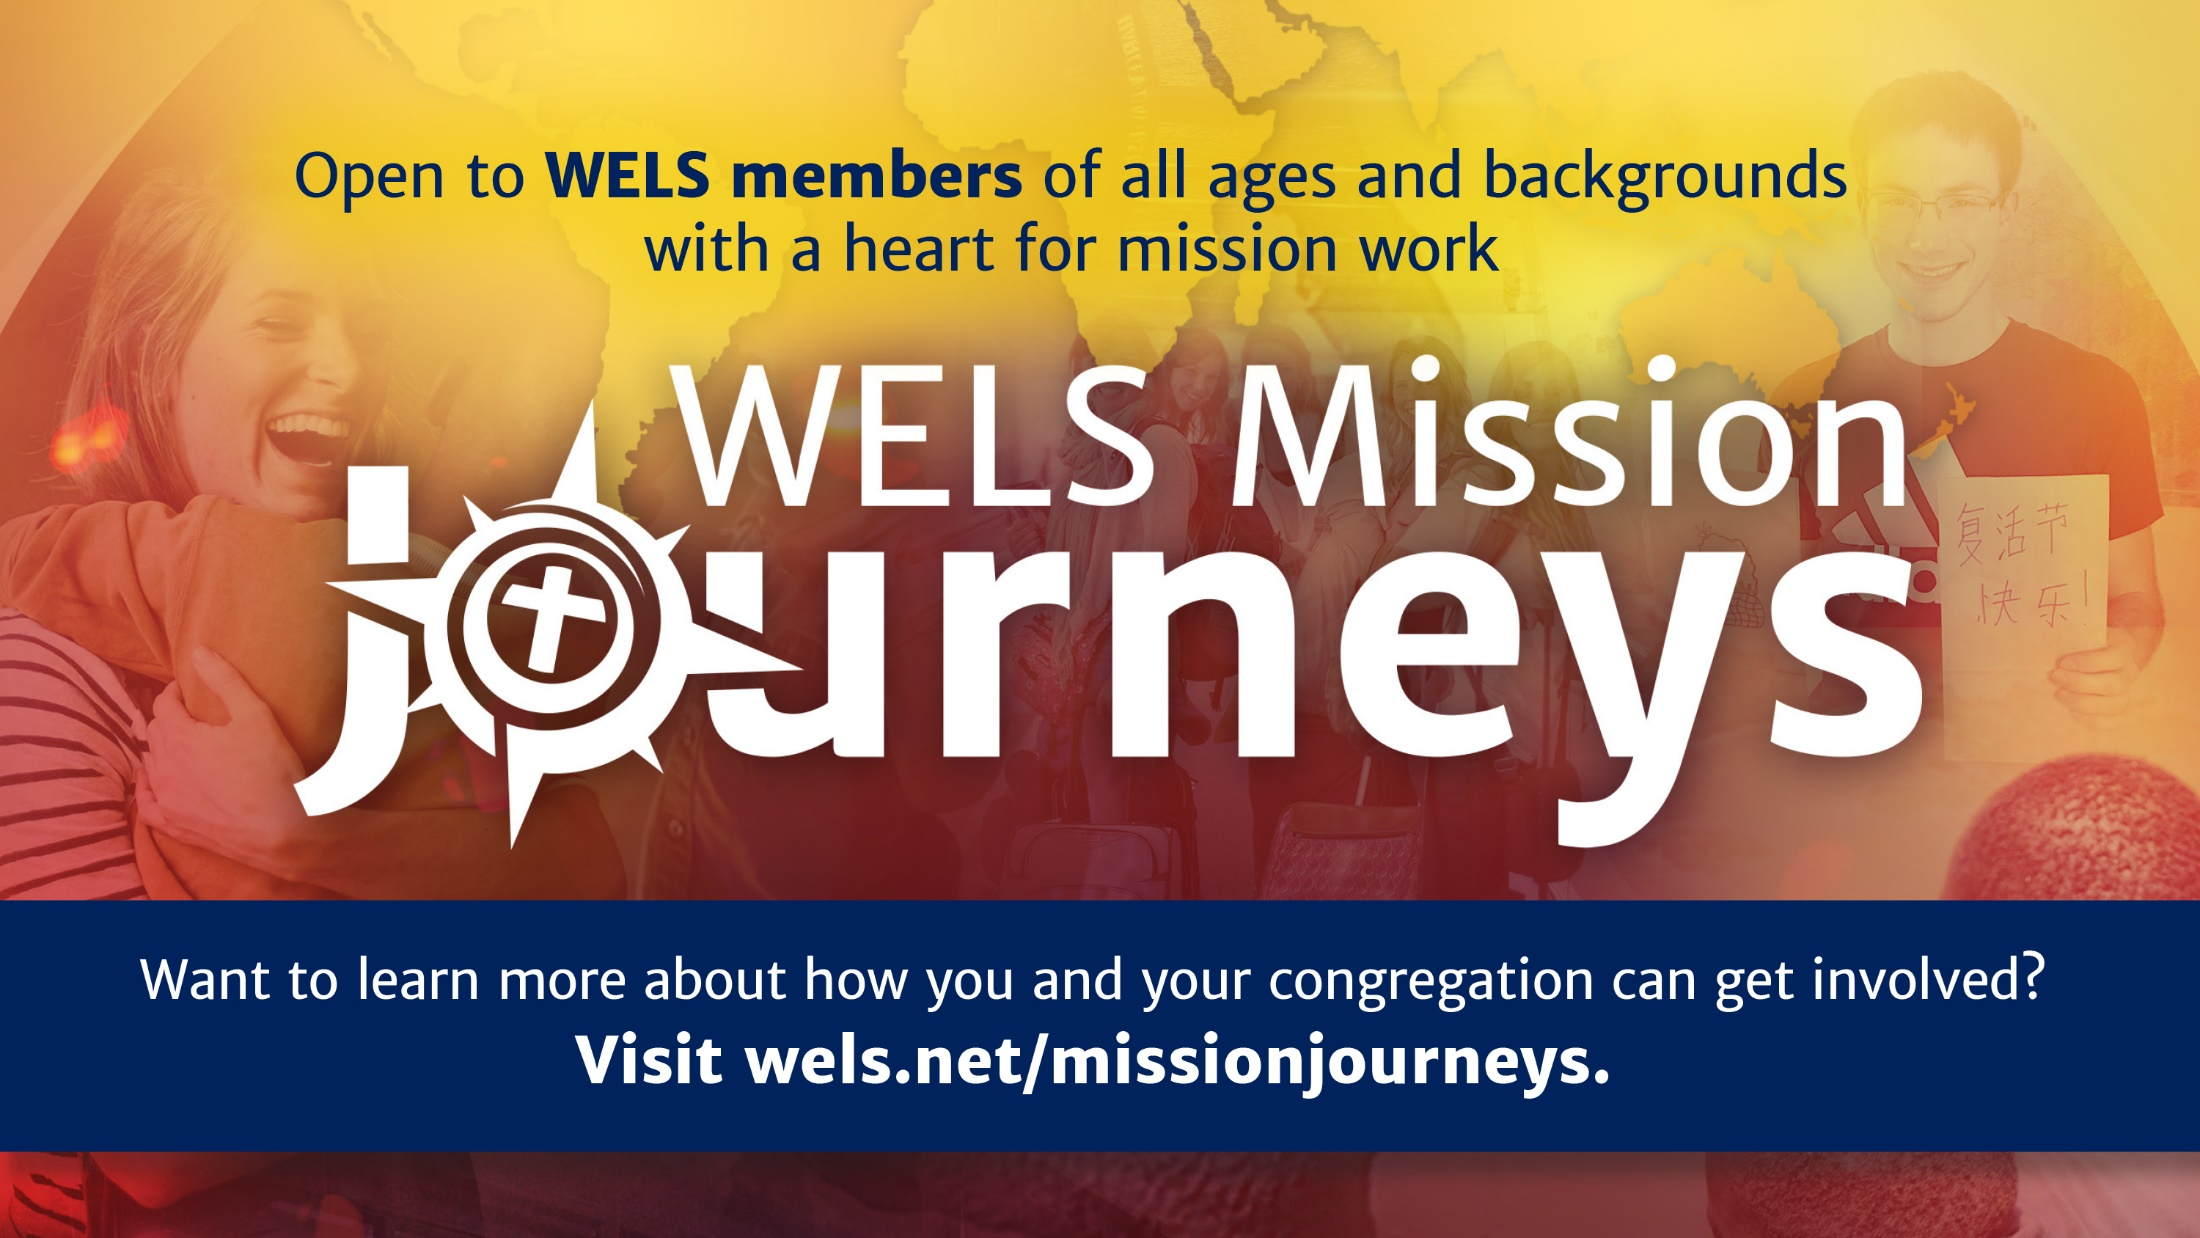 Open to WELS members of all ages and backgrounds
with a heart for mission work
WELS Mission
journeys
复活节
快乐!
Want to learn more about how you and your congregation can get involved?
Visit wels.net/missionjourneys.